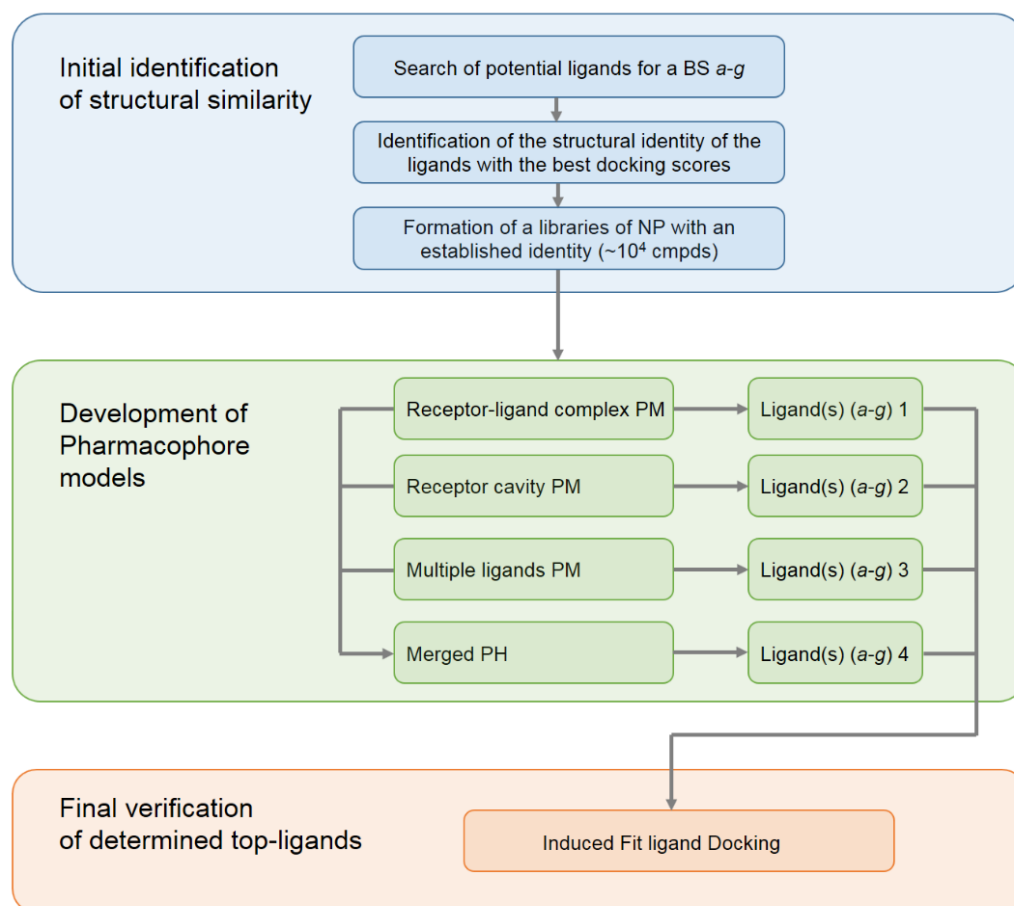 Initial identification
of structural similarity
Search of potential ligands for a BS a-g
Identification of the structural identity of the
ligands with the best docking scores
Formation of a libraries of NP with an
established identity (~10⁴ cmpds)
Development of
Pharmacophore
models
Receptor-ligand complex PM
Ligand(s) (a-g) 1
Receptor cavity PM
Ligand(s) (a-g) 2
Multiple ligands PM
Ligand(s) (a-g) 3
Merged PH
Ligand(s) (a-g) 4
Final verification
of determined top-ligands
Induced Fit ligand Docking